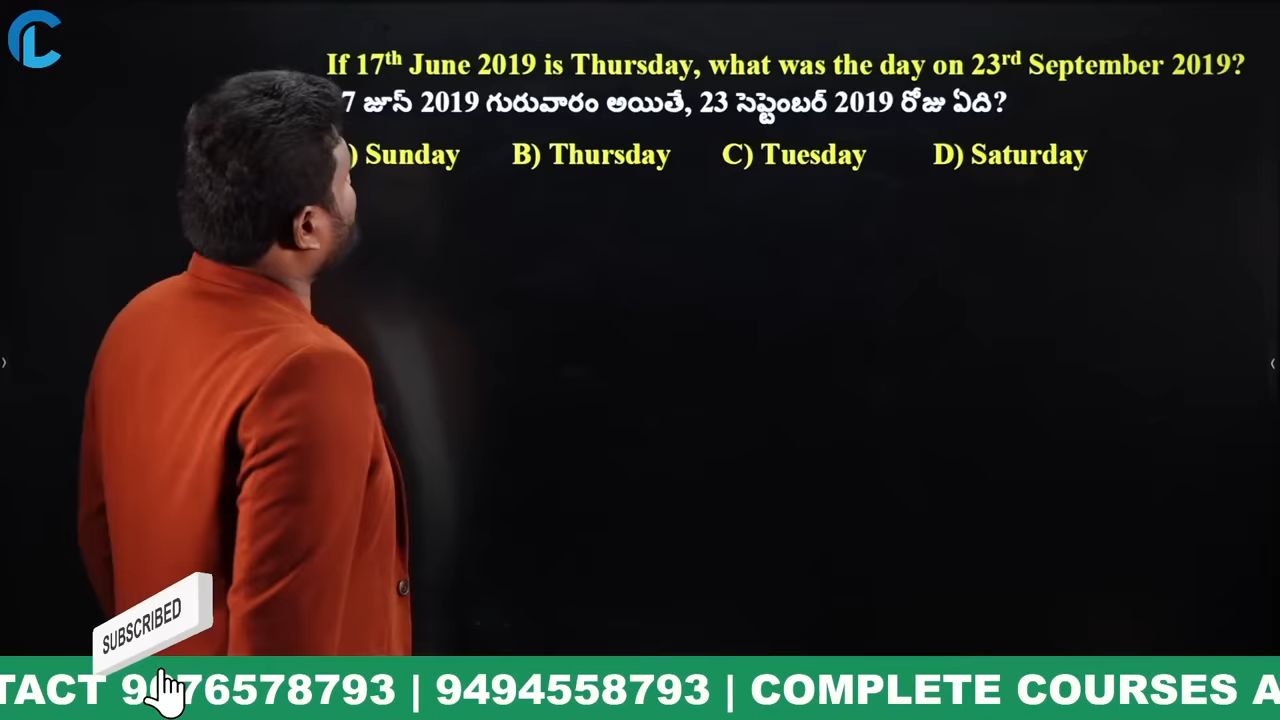 If 17th June 2019 is Thursday, what was the day on 23rd September 2019?
7 జూన్ 2019 గురువారం అయితే, 23 సెప్టెంబర్ 2019 రోజు ఏది?
) Sunday B) Thursday C) Tuesday D) Saturday
SUBSCRIBED
TACT 9 76578793 | 9494558793 | COMPLETE COURSES A